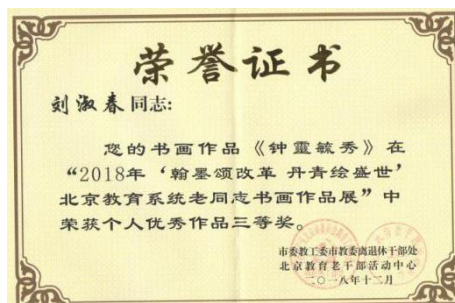 荣誉证书
刘淑春同志:
您的书画作品《钟靈毓秀》在
“2018年‘翰墨颂改革 丹青绘盛世’
北京教育系统老同志书画作品展”中
荣获个人优秀作品三等奖。
市委教工委市教委离退休干部处
北京教育老干部活动中心
二〇一八年十二月